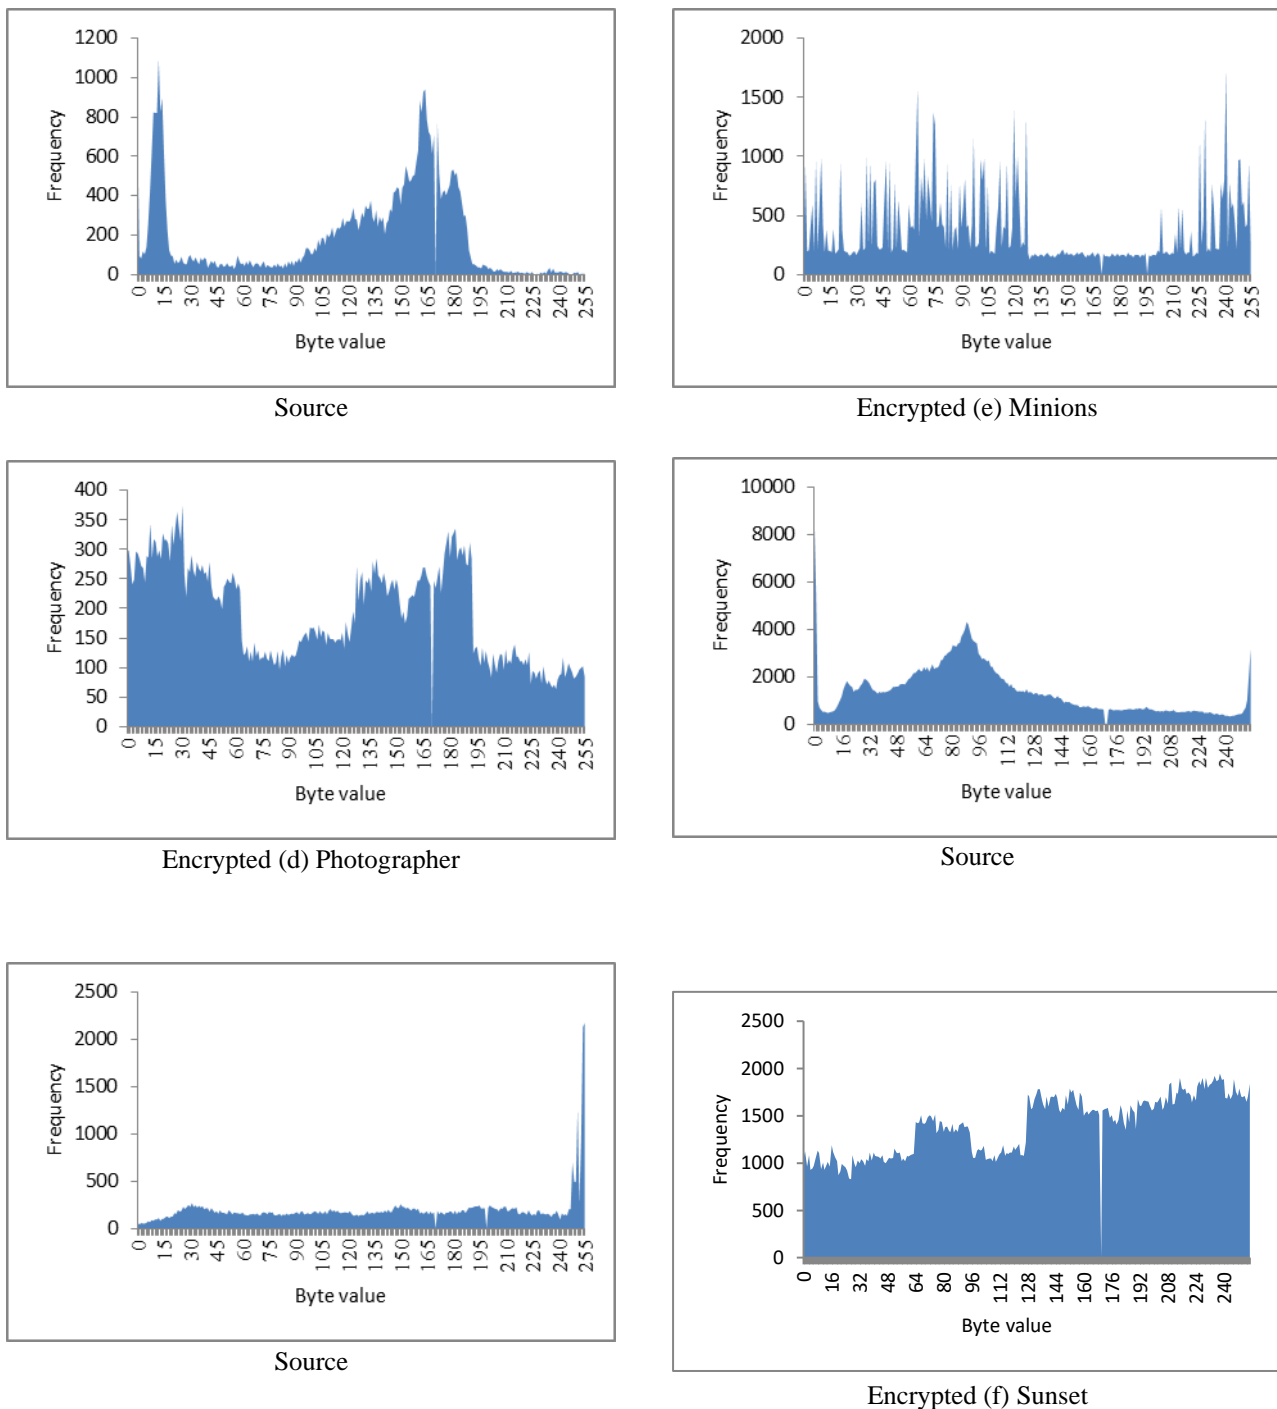 1200
1000
800
600
400
200
0
Frequency
0 15 30 45 60 75 90 105 120 135 150 165 180 195 210 225 240 255
Byte value
Source
2000
1500
1000
500
0
Frequency
0 15 30 45 60 75 90 105 120 135 150 165 180 195 210 225 240 255
Byte value
Encrypted (e) Minions
400
350
300
250
200
150
100
50
0
Frequency
0 15 30 45 60 75 90 105 120 135 150 165 180 195 210 225 240 255
Byte value
Encrypted (d) Photographer
10000
8000
6000
4000
2000
0
Frequency
0 16 32 48 64 80 96 112 128 144 160 176 192 208 224 240
Byte value
Source
2500
2000
1500
1000
500
0
Frequency
0 15 30 45 60 75 90 105 120 135 150 165 180 195 210 225 240 255
Byte value
Source
2500
2000
1500
1000
500
0
Frequency
0 16 32 48 64 80 96 112 128 144 160 176 192 208 224 240
Byte value
Encrypted (f) Sunset